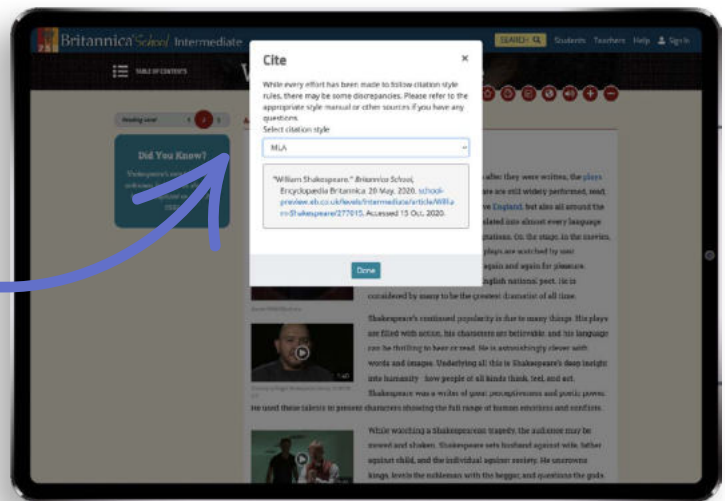 Britannica School Intermediate
SEARCH
Students Teachers Help Sign In
TABLE OF CONTENTS
Reading Level
Did You Know?
Cite
×
While every effort has been made to follow citation style
rules, there may be some discrepancies. Please refer to the
appropriate style manual or other sources if you have any
questions.
Select citation style
MLA
"William Shakespeare." Britannica School,
Encyclopædia Britannica, 20 May. 2020. school-
preview.eb.co.uk/levels/intermediate/article/Willia
m-Shakespeare/277015. Accessed 15 Oct. 2020.
Done
after they were written, the plays
are still widely performed, read,
England, but also all around the
into almost every language
On the stage, in the movies,
plays are watched by vast
again and again for pleasure.
English national poet. He is
considered by many to be the greatest dramatist of all time.
Shakespeare's continued popularity is due to many things. His plays
are filled with action, his characters are believable, and his language
can be thrilling to hear or read. He is astonishingly clever with
words and images. Underlying all this is Shakespeare's deep insight
into humanity how people of all kinds think, feel, and act.
Shakespeare was a writer of great perceptiveness and poetic power.
He used these talents to present characters showing the full range of human emotions and conflicts.
1:40
While watching a Shakespearean tragedy, the audience may be
moved and shaken. Shakespeare sets husband against wife, father
against child, and the individual against society. He uncrowns
kings, levels the nobleman with the beggar, and questions the gods.